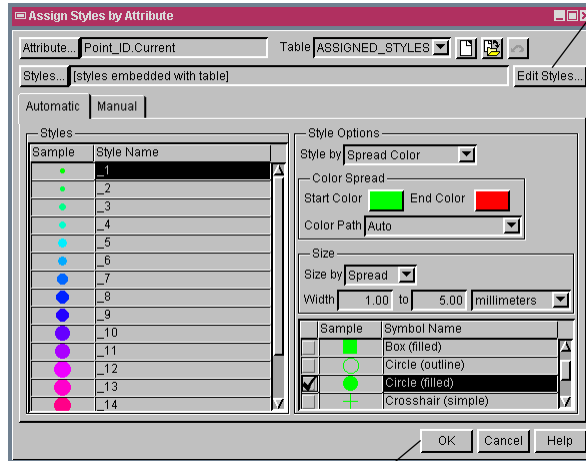 Assign Styles by Attribute
Attribute... Point_ID.Current Table ASSIGNED_STYLES
Styles... [styles embedded with table] Edit Styles...
Automatic Manual
Styles
Sample Style Name
_1
_2
_3
_4
_5
_6
_7
_8
_9
_10
_11
_12
_13
_14
Style Options
Style by Spread Color
Color Spread
Start Color End Color
Color Path Auto
Size
Size by Spread
Width 1.00 to 5.00 millimeters
Sample Symbol Name
Box (filled)
Circle (outline)
Circle (filled)
Crosshair (simple)
OK Cancel Help